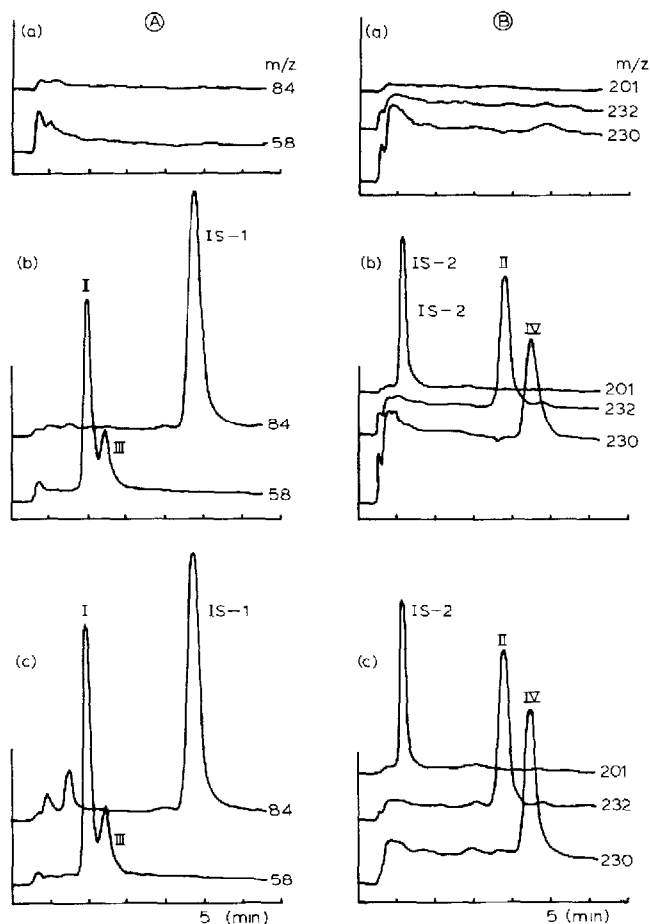 Ⓐ
(a)
m/z
84
58
(b)
I
IS-1
III
84
58
(c)
I
IS-1
III
84
58
5 (min)
Ⓑ
(a)
m/z
201
232
230
(b)
IS-2
IS-2
II
IV
201
232
230
(c)
IS-2
II
IV
201
232
230
5 (min)